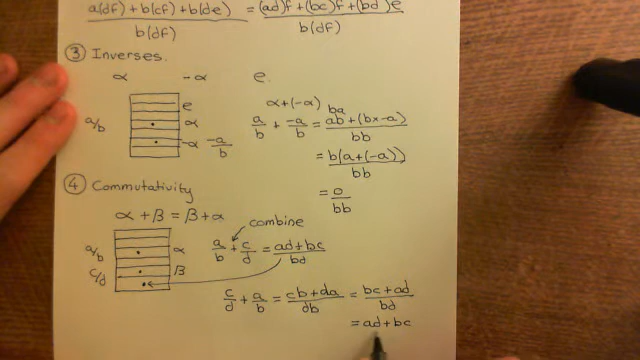 a(df) + b(cf) + b(de) = (ad)f + (bc)f + (bd)e
b(df) b(df)
③ Inverses.
α -α e.
e
α
a/b
-α -a/b
α+(-α) ba
a/b + -a/b = ab + (bx-a)/bb
= b(a + (-a))/bb
= 0/bb
④ Commutativity
α + β = β + α
combine
a/b α
c/d β
a/b + c/d = ad + bc/bd
c/d + a/b = cb + da/db = bc + ad/bd
= ad + bc